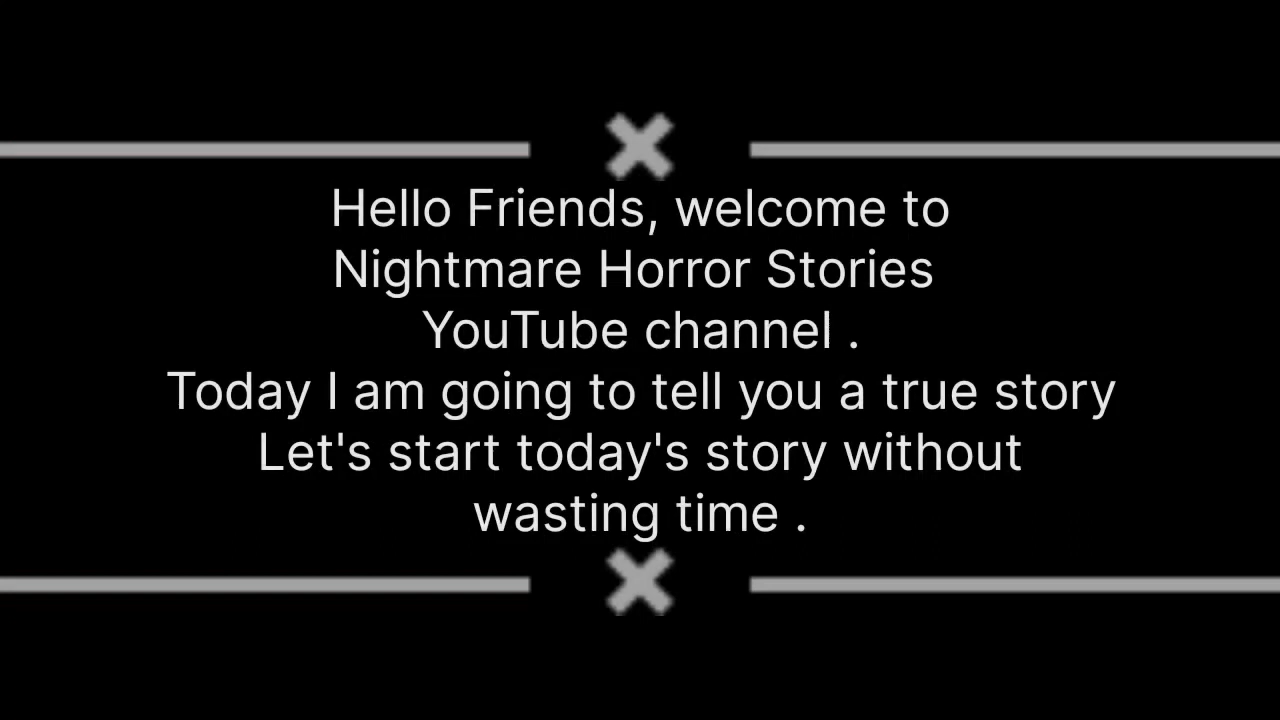 Hello Friends, welcome to
Nightmare Horror Stories
YouTube channel .
Today I am going to tell you a true story
Let's start today's story without
wasting time .